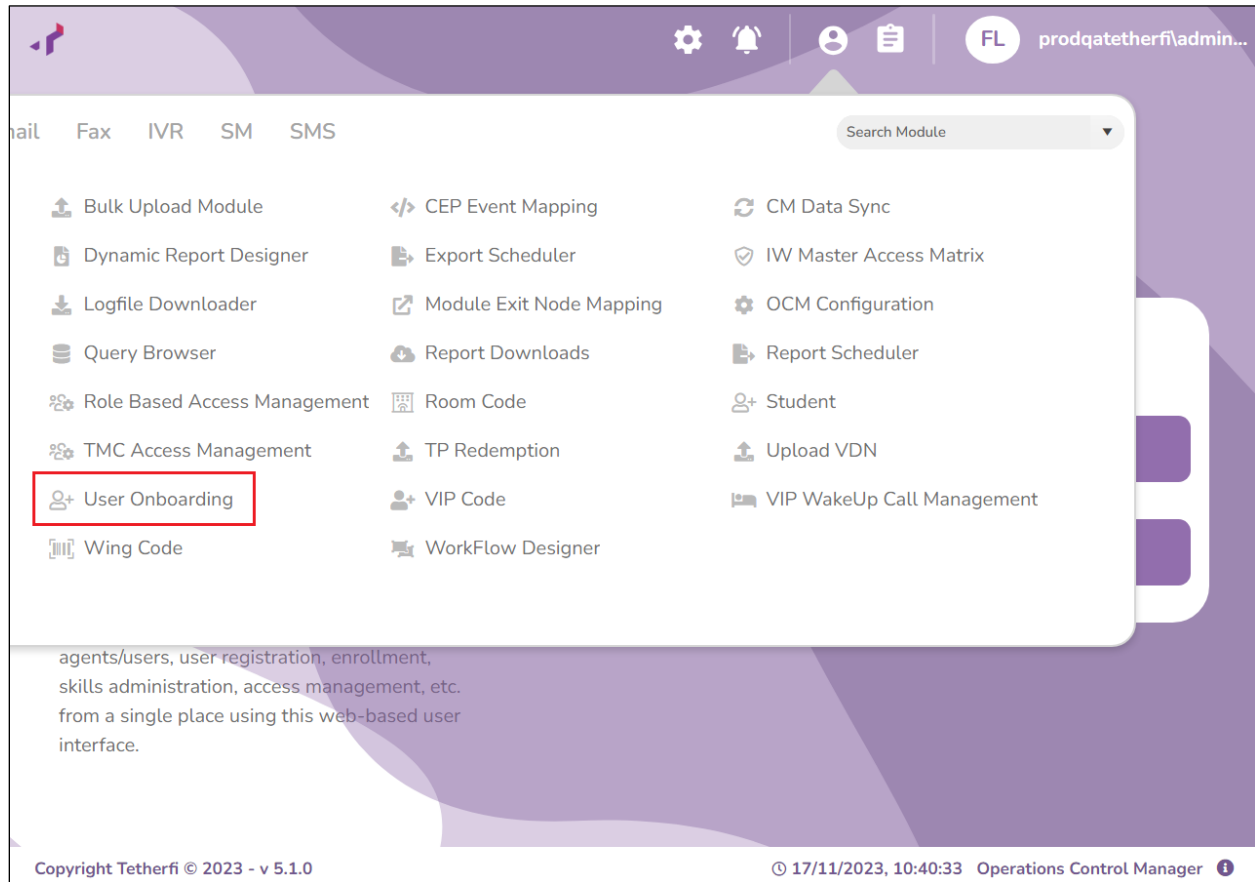 FL prodqatetherfi\admin...
nail Fax IVR SM SMS Search Module
Bulk Upload Module </> CEP Event Mapping CM Data Sync
Dynamic Report Designer Export Scheduler IW Master Access Matrix
Logfile Downloader Module Exit Node Mapping OCM Configuration
Query Browser Report Downloads Report Scheduler
Role Based Access Management Room Code Student
TMC Access Management TP Redemption Upload VDN
User Onboarding VIP Code VIP WakeUp Call Management
Wing Code WorkFlow Designer
agents/users, user registration, enrollment,
skills administration, access management, etc.
from a single place using this web-based user
interface.
Copyright Tetherfi © 2023 - v 5.1.0 17/11/2023, 10:40:33 Operations Control Manager